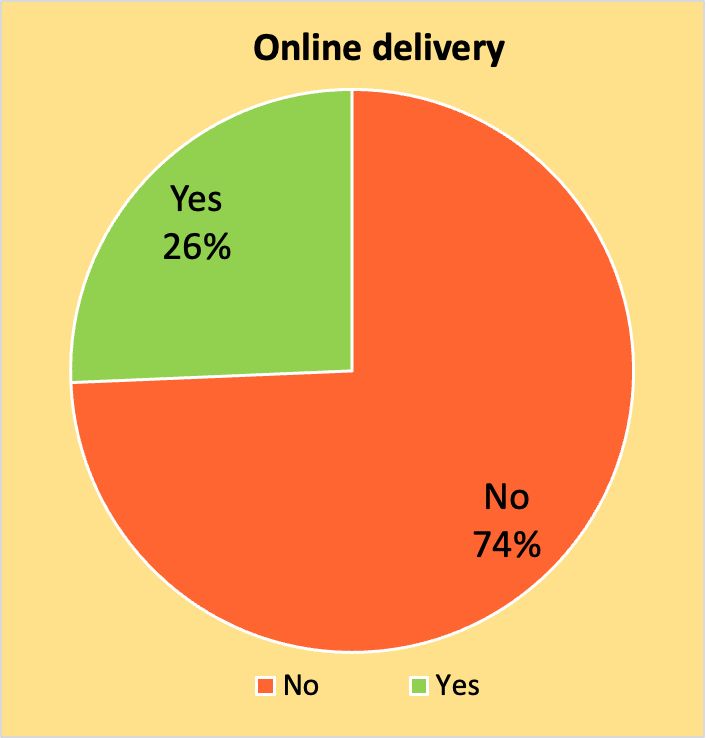 Online delivery
Yes
26%
No
74%
No
Yes